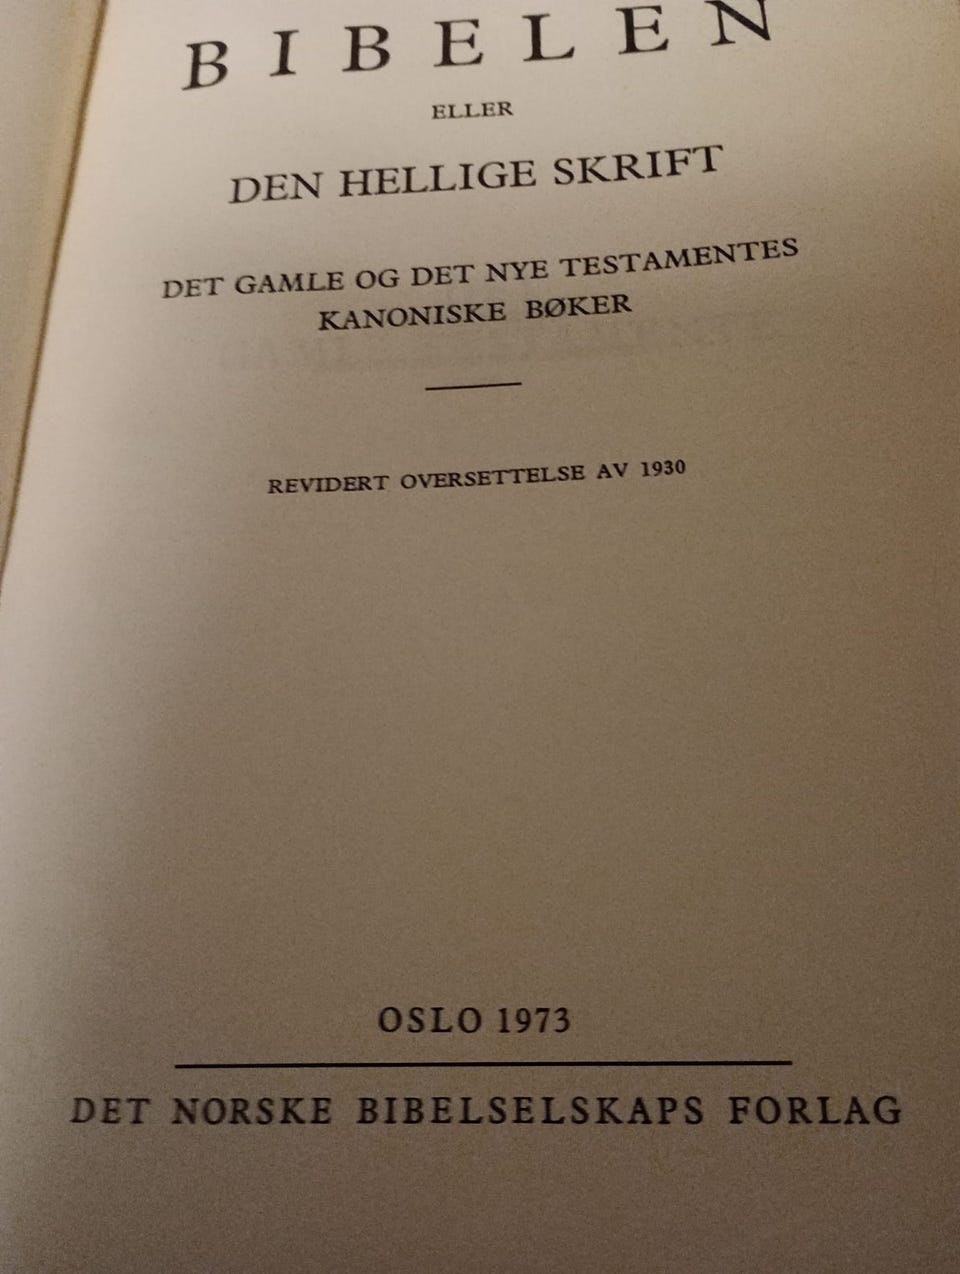 BIBELEN
ELLER
DEN HELLIGE SKRIFT
DET GAMLE OG DET NYE TESTAMENTES
KANONISKE BØKER
REVIDERT OVERSETTELSE AV 1930
OSLO 1973
DET NORSKE BIBELSELSKAPS FORLAG